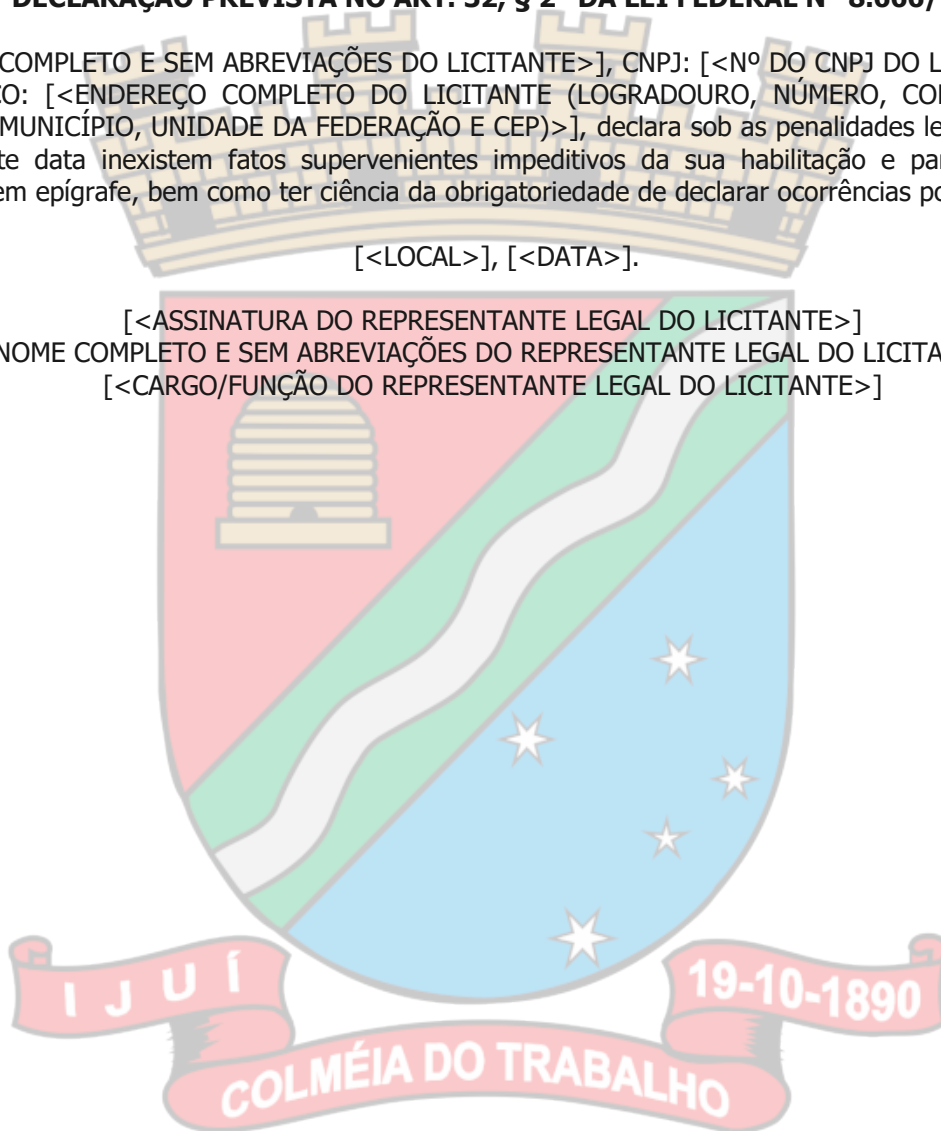 DECLARAÇÃO PREVISTA NO ART. 32, § 2º DA LEI FEDERAL Nº 8.666/
COMPLETO E SEM ABREVIAÇÕES DO LICITANTE>], CNPJ: [<Nº DO CNPJ DO L
O: [<ENDEREÇO COMPLETO DO LICITANTE (LOGRADOURO, NÚMERO, CO
MUNICÍPIO, UNIDADE DA FEDERAÇÃO E CEP)>], declara sob as penalidades le
te data inexistem fatos supervenientes impeditivos da sua habilitação e pa
em epígrafe, bem como ter ciência da obrigatoriedade de declarar ocorrências po
[<LOCAL>], [<DATA>].
[<ASSINATURA DO REPRESENTANTE LEGAL DO LICITANTE>]
NOME COMPLETO E SEM ABREVIAÇÕES DO REPRESENTANTE LEGAL DO LICITA
[<CARGO/FUNÇÃO DO REPRESENTANTE LEGAL DO LICITANTE>]
IJUÍ
19-10-1890
COLMÉIA DO TRABALHO